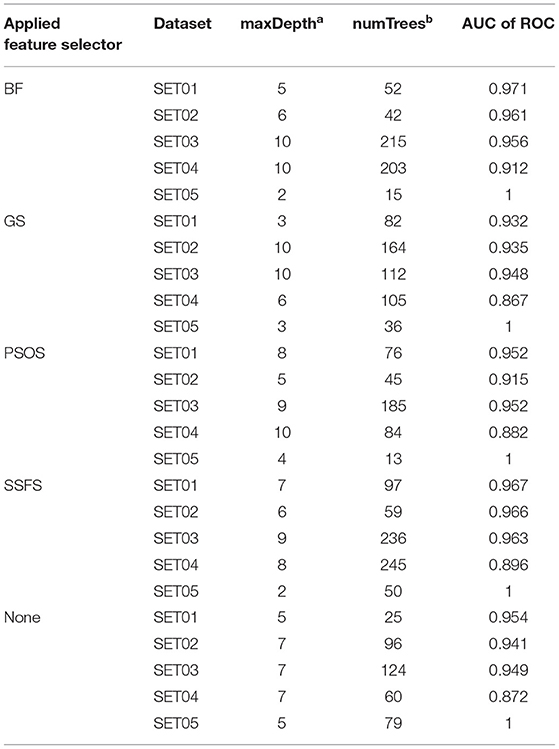 Applied feature selector Dataset maxDepthᵃ numTreesᵇ AUC of ROC
BF SET01 5 52 0.971
SET02 6 42 0.961
SET03 10 215 0.956
SET04 10 203 0.912
SET05 2 15 1
GS SET01 3 82 0.932
SET02 10 164 0.935
SET03 10 112 0.948
SET04 6 105 0.867
SET05 3 36 1
PSOS SET01 8 76 0.952
SET02 5 45 0.915
SET03 9 185 0.952
SET04 10 84 0.882
SET05 4 13 1
SSFS SET01 7 97 0.967
SET02 6 59 0.966
SET03 9 236 0.963
SET04 8 245 0.896
SET05 2 50 1
None SET01 5 25 0.954
SET02 7 96 0.941
SET03 7 124 0.949
SET04 7 60 0.872
SET05 5 79 1